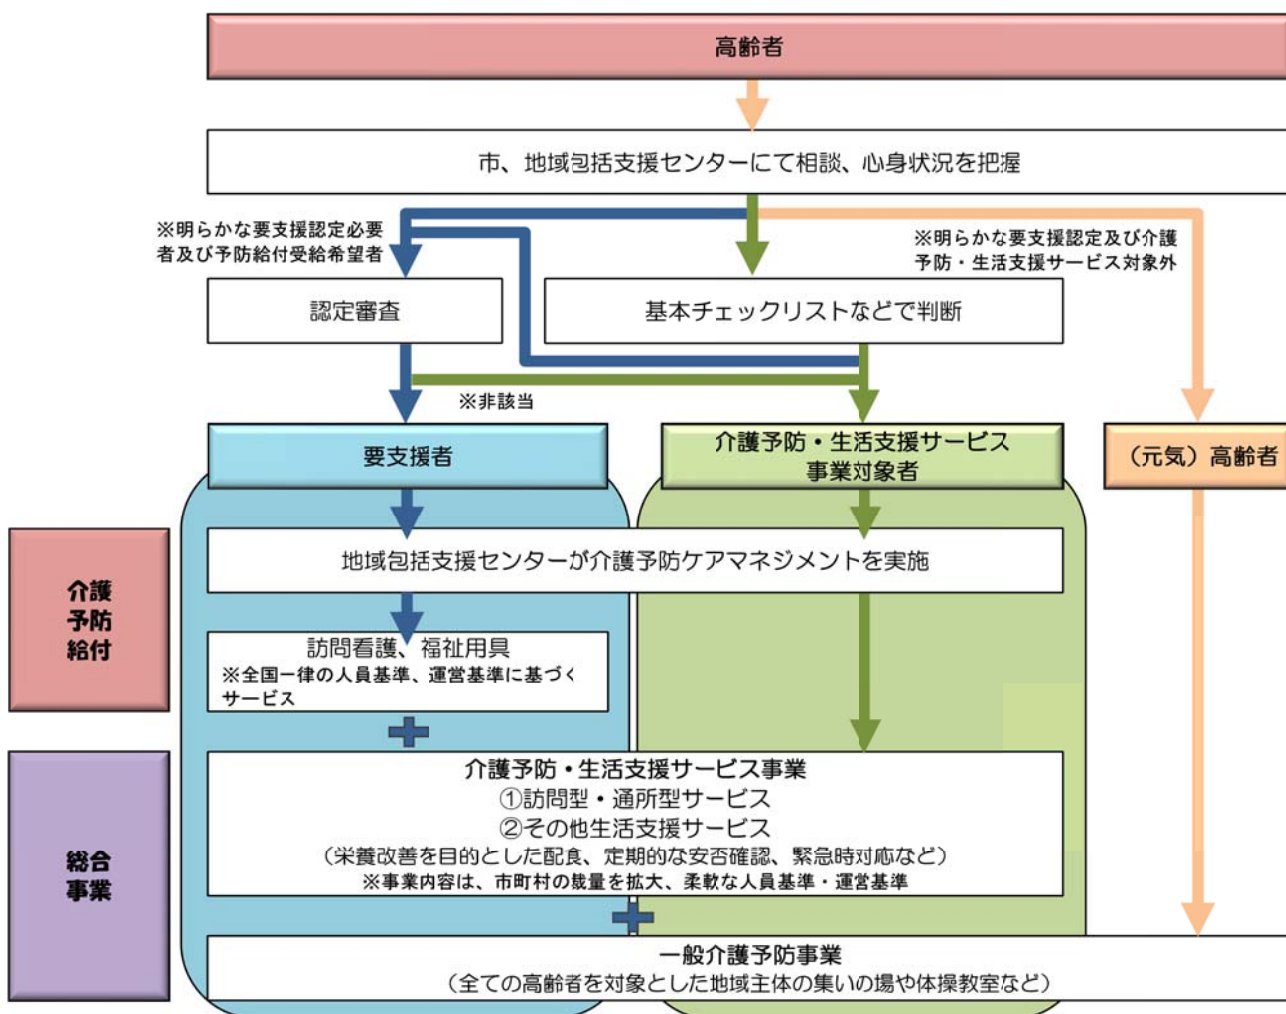 高齢者
市、地域包括支援センターにて相談、心身状況を把握
※明らかな要支援認定必要
者及び予防給付受給希望者
※明らかな要支援認定及び介護
予防・生活支援サービス対象外
認定審査
基本チェックリストなどで判断
※非該当
要支援者
介護予防・生活支援サービス
事業対象者
（元気）高齢者
介護
予防
給付
地域包括支援センターが介護予防ケアマネジメントを実施
訪問看護、福祉用具
※全国一律の人員基準、運営基準に基づく
サービス
総合
事業
介護予防・生活支援サービス事業
①訪問型・通所型サービス
②その他生活支援サービス
（栄養改善を目的とした配食、定期的な安否確認、緊急時対応など）
※事業内容は、市町村の裁量を拡大、柔軟な人員基準・運営基準
一般介護予防事業
（全ての高齢者を対象とした地域主体の集いの場や体操教室など）